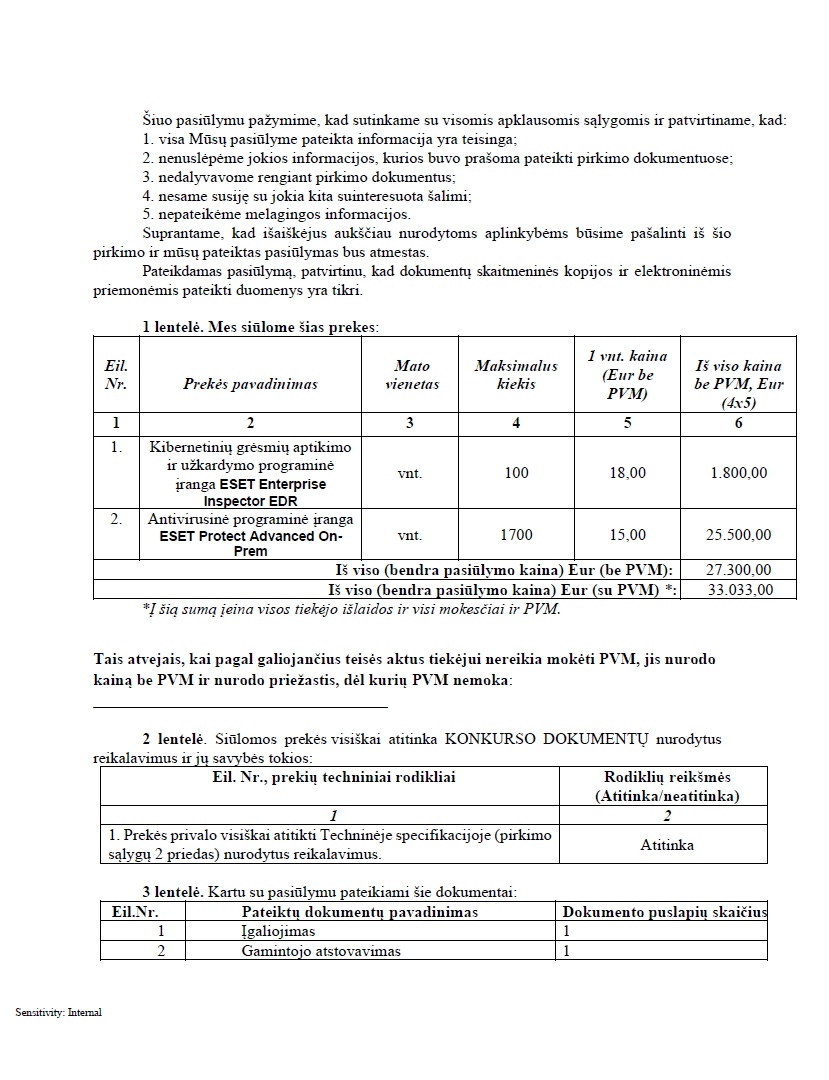 Šiuo pasiūlymu pažymime, kad sutinkame su visomis apklausomis sąlygomis ir patvirtiname, kad:
1. visa Mūsų pasiūlyme pateikta informacija yra teisinga;
2. nenuslėpėme jokios informacijos, kurios buvo prašoma pateikti pirkimo dokumentuose;
3. nedalyvavome rengiant pirkimo dokumentus;
4. nesame susiję su jokia kita suinteresuota šalimi;
5. nepateikėme melagingos informacijos.
Suprantame, kad išaiškėjus aukščiau nurodytoms aplinkybėms būsime pašalinti iš šio
pirkimo ir mūsų pateiktas pasiūlymas bus atmestas.
Pateikdamas pasiūlymą, patvirtinu, kad dokumentų skaitmeninės kopijos ir elektroninėmis
priemonėmis pateikti duomenys yra tikri.
1 lentelė. Mes siūlome šias prekes:
Eil. Nr. Prekės pavadinimas Mato vienetas Maksimalus kiekis 1 vnt. kaina (Eur be PVM) Iš viso kaina be PVM, Eur (4x5)
1 2 3 4 5 6
1. Kibernetinių grėsmių aptikimo
ir užkardymo programinė
įranga ESET Enterprise
Inspector EDR
vnt. 100 18,00 1.800,00
2. Antivirusinė programinė įranga
ESET Protect Advanced On-
Prem
vnt. 1700 15,00 25.500,00
Iš viso (bendra pasiūlymo kaina) Eur (be PVM): 27.300,00
Iš viso (bendra pasiūlymo kaina) Eur (su PVM) *: 33.033,00
*Į šią sumą įeina visos tiekėjo išlaidos ir visi mokesčiai ir PVM.
Tais atvejais, kai pagal galiojančius teisės aktus tiekėjui nereikia mokėti PVM, jis nurodo
kainą be PVM ir nurodo priežastis, dėl kurių PVM nemoka:
2 lentelė. Siūlomos prekės visiškai atitinka KONKURSO DOKUMENTŲ nurodytus
reikalavimus ir jų savybės tokios:
Eil. Nr., prekių techniniai rodikliai Rodiklių reikšmės
(Atitinka/neatitinka)
1 2
1. Prekės privalo visiškai atitikti Techninėje specifikacijoje (pirkimo
sąlygų 2 priedas) nurodytus reikalavimus.
Atitinka
3 lentelė. Kartu su pasiūlymu pateikiami šie dokumentai:
Eil.Nr. Pateiktų dokumentų pavadinimas Dokumento puslapių skaičius
1 Įgaliojimas 1
2 Gamintojo atstovavimas 1
Sensitivity: Internal